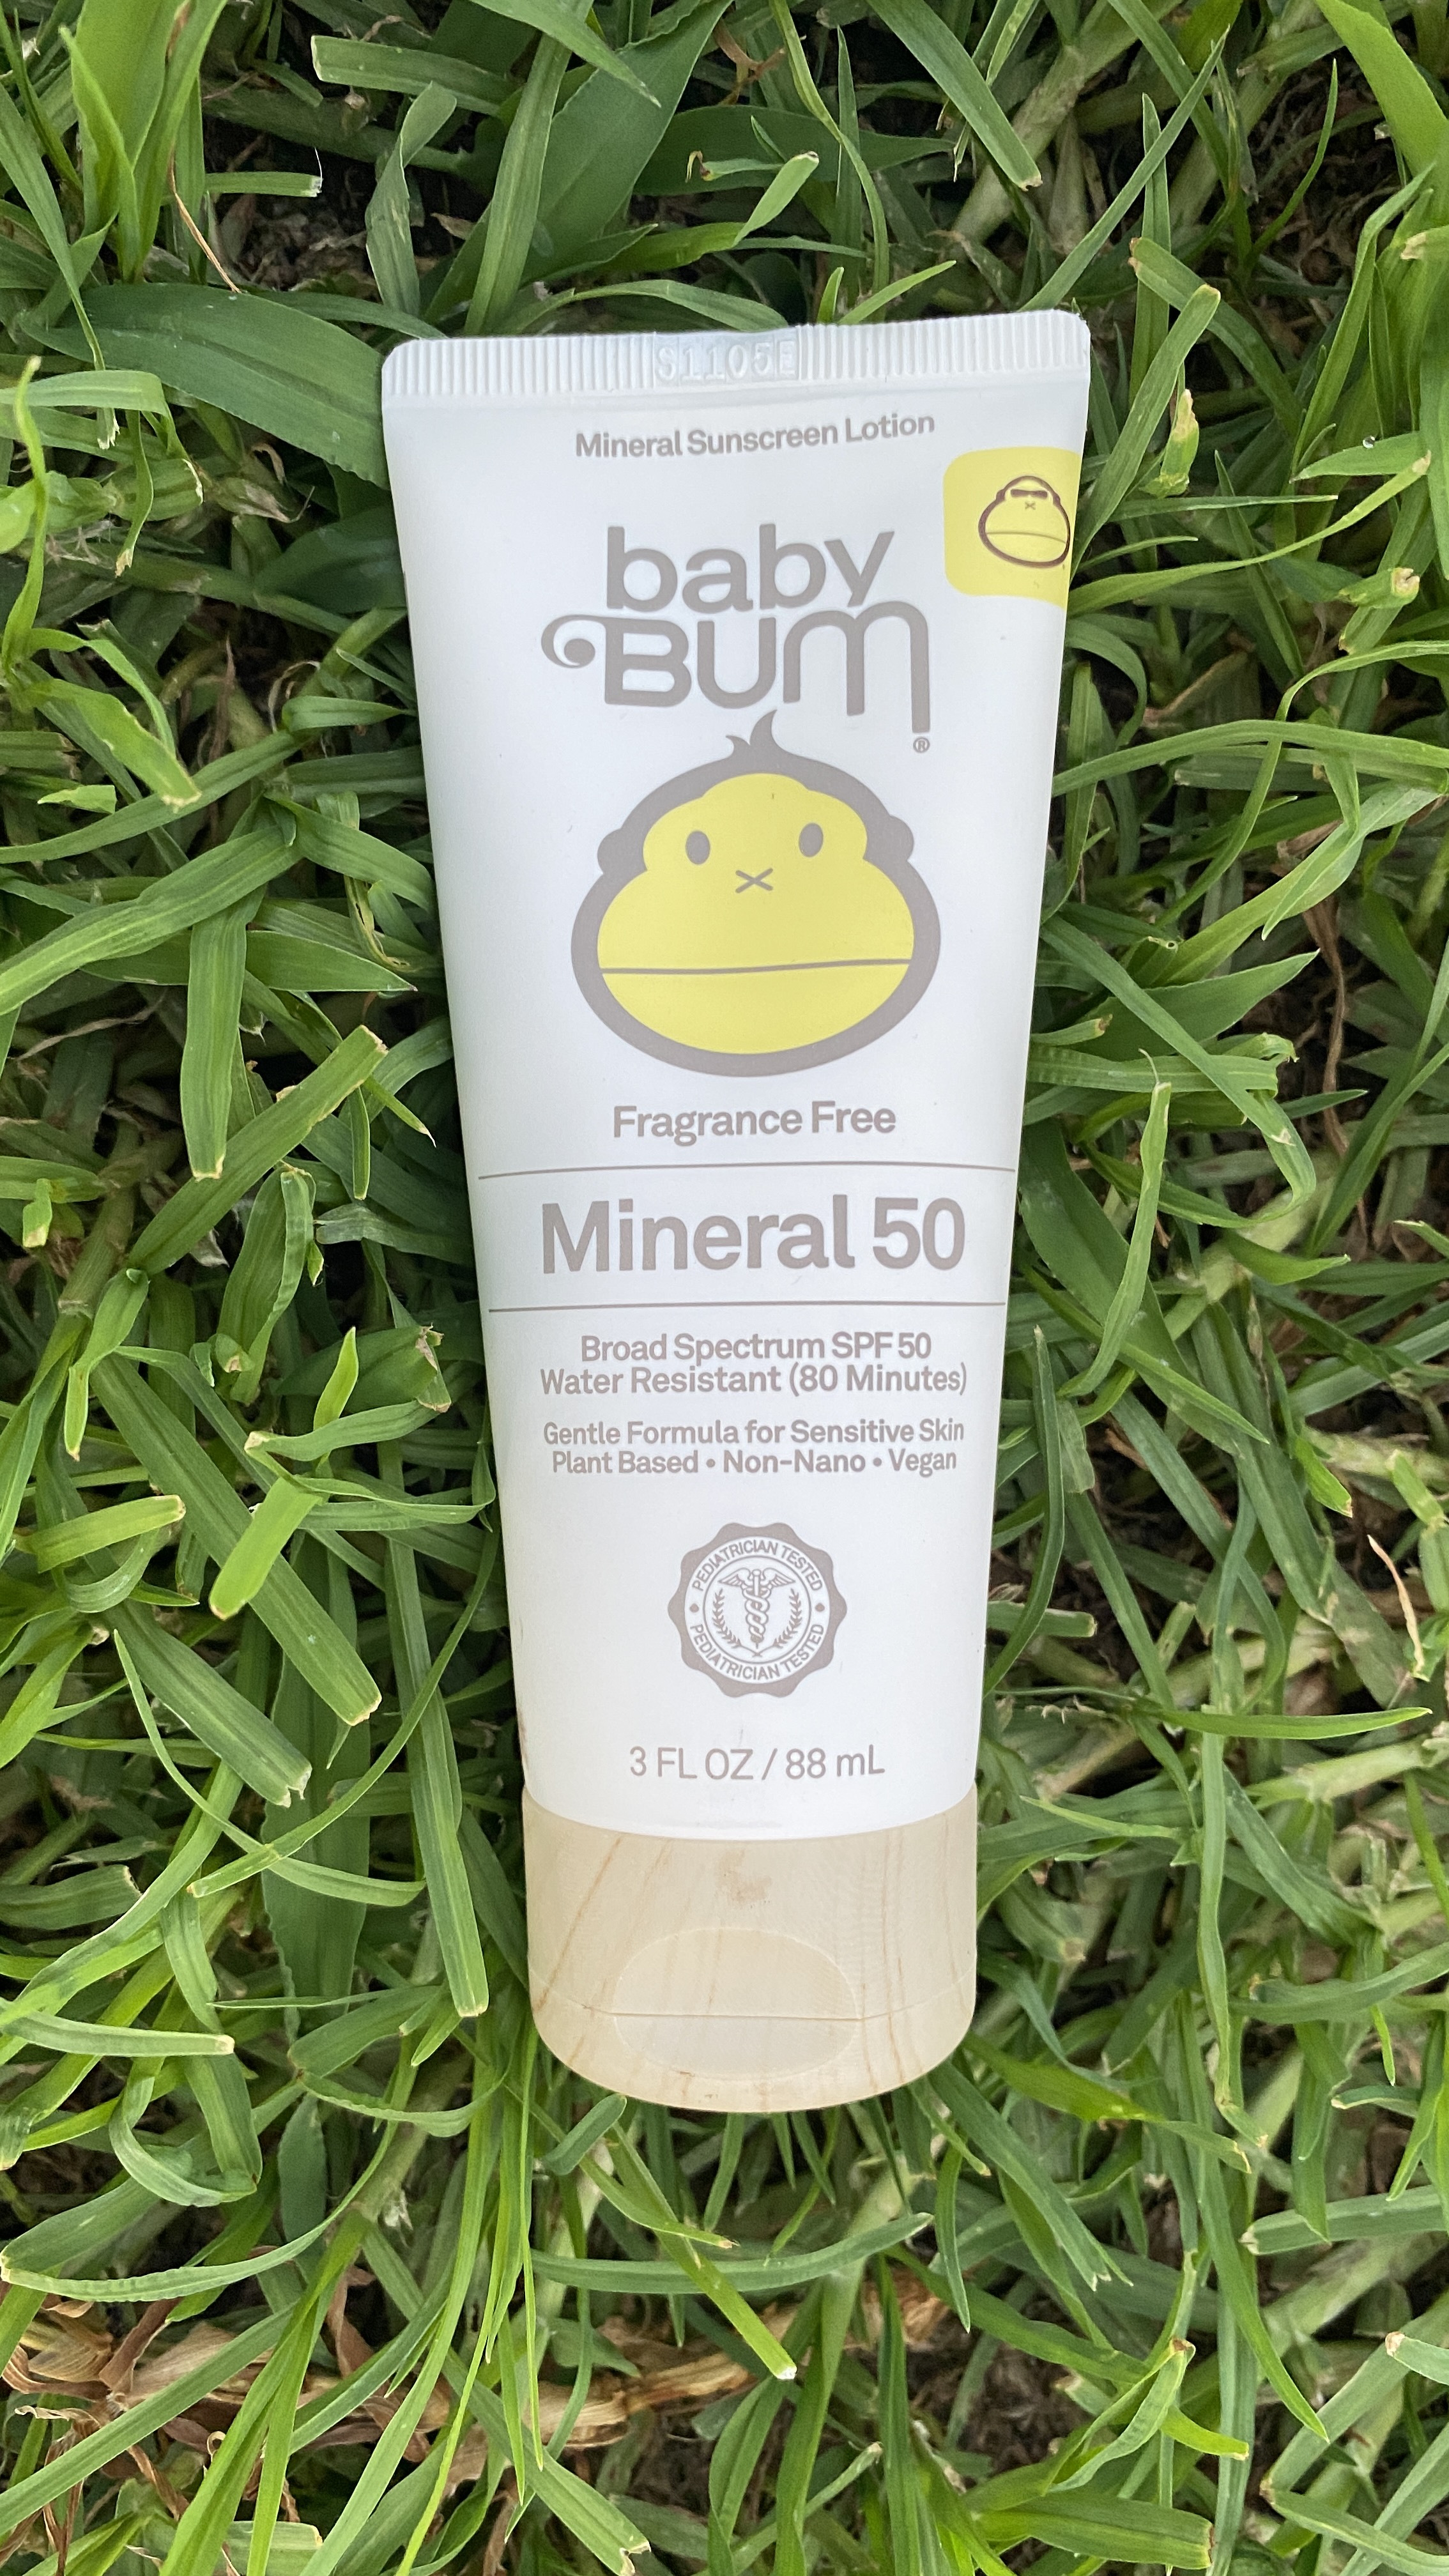 S1105E
Mineral Sunscreen Lotion
baby
BUM®
Fragrance Free
Mineral 50
Broad Spectrum SPF 50
Water Resistant (80 Minutes)
Gentle Formula for Sensitive Skin
Plant Based • Non-Nano • Vegan
PEDIATRICIAN TESTED
PEDIATRICIAN TESTED
3 FL OZ / 88 mL